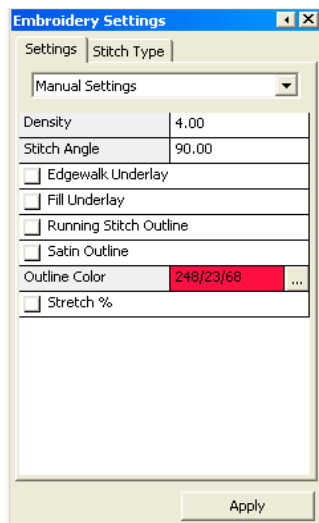 Embroidery Settings
Settings Stitch Type
Manual Settings
Density 4.00
Stitch Angle 90.00
Edgewalk Underlay
Fill Underlay
Running Stitch Outline
Satin Outline
Outline Color 248/23/68 ...
Stretch %
Apply